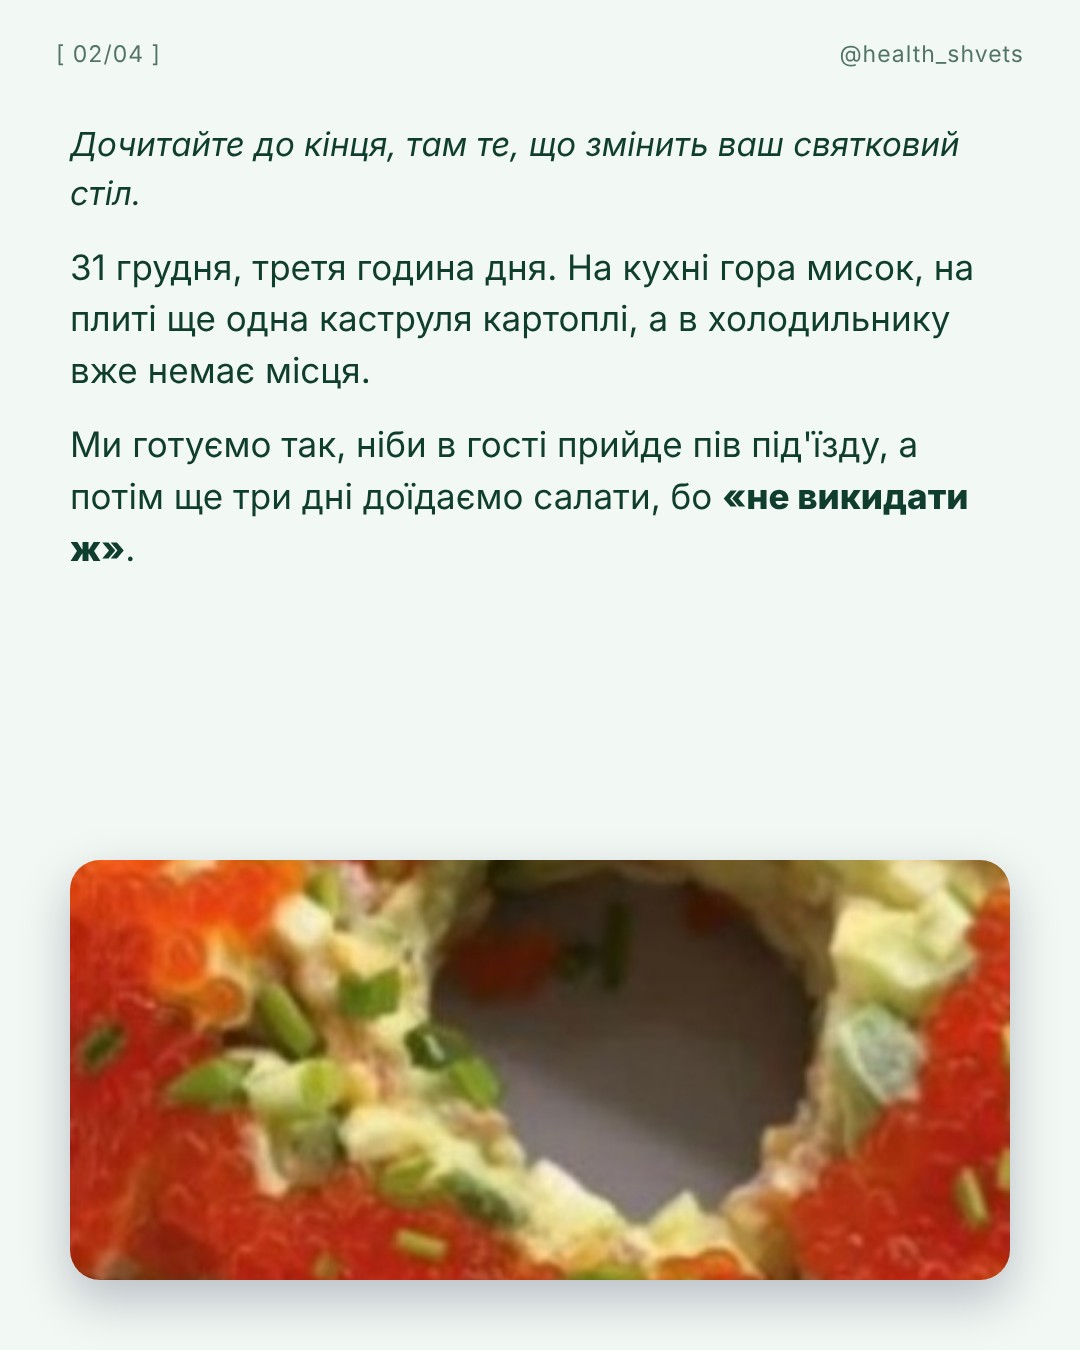 [ 02/04 ]
@health_shvets
Дочитайте до кінця, там те, що змінить ваш святковий
стіл.
31 грудня, третя година дня. На кухні гора мисок, на
плиті ще одна каструля картоплі, а в холодильнику
вже немає місця.
Ми готуємо так, ніби в гості прийде пів під'їзду, а
потім ще три дні доїдаємо салати, бо «не викидати
ж».